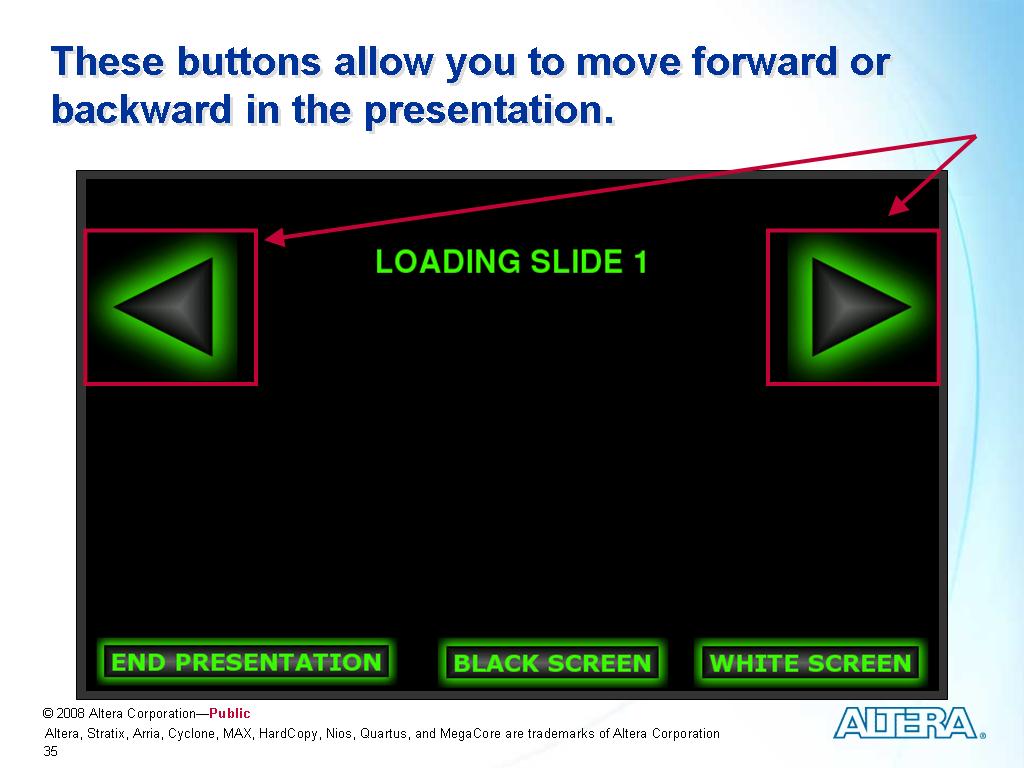 These buttons allow you to move forward or
backward in the presentation.
LOADING SLIDE 1
END PRESENTATION
BLACK SCREEN
WHITE SCREEN
© 2008 Altera Corporation—Public
Altera, Stratix, Arria, Cyclone, MAX, HardCopy, Nios, Quartus, and MegaCore are trademarks of Altera Corporation
35
ALTERA®